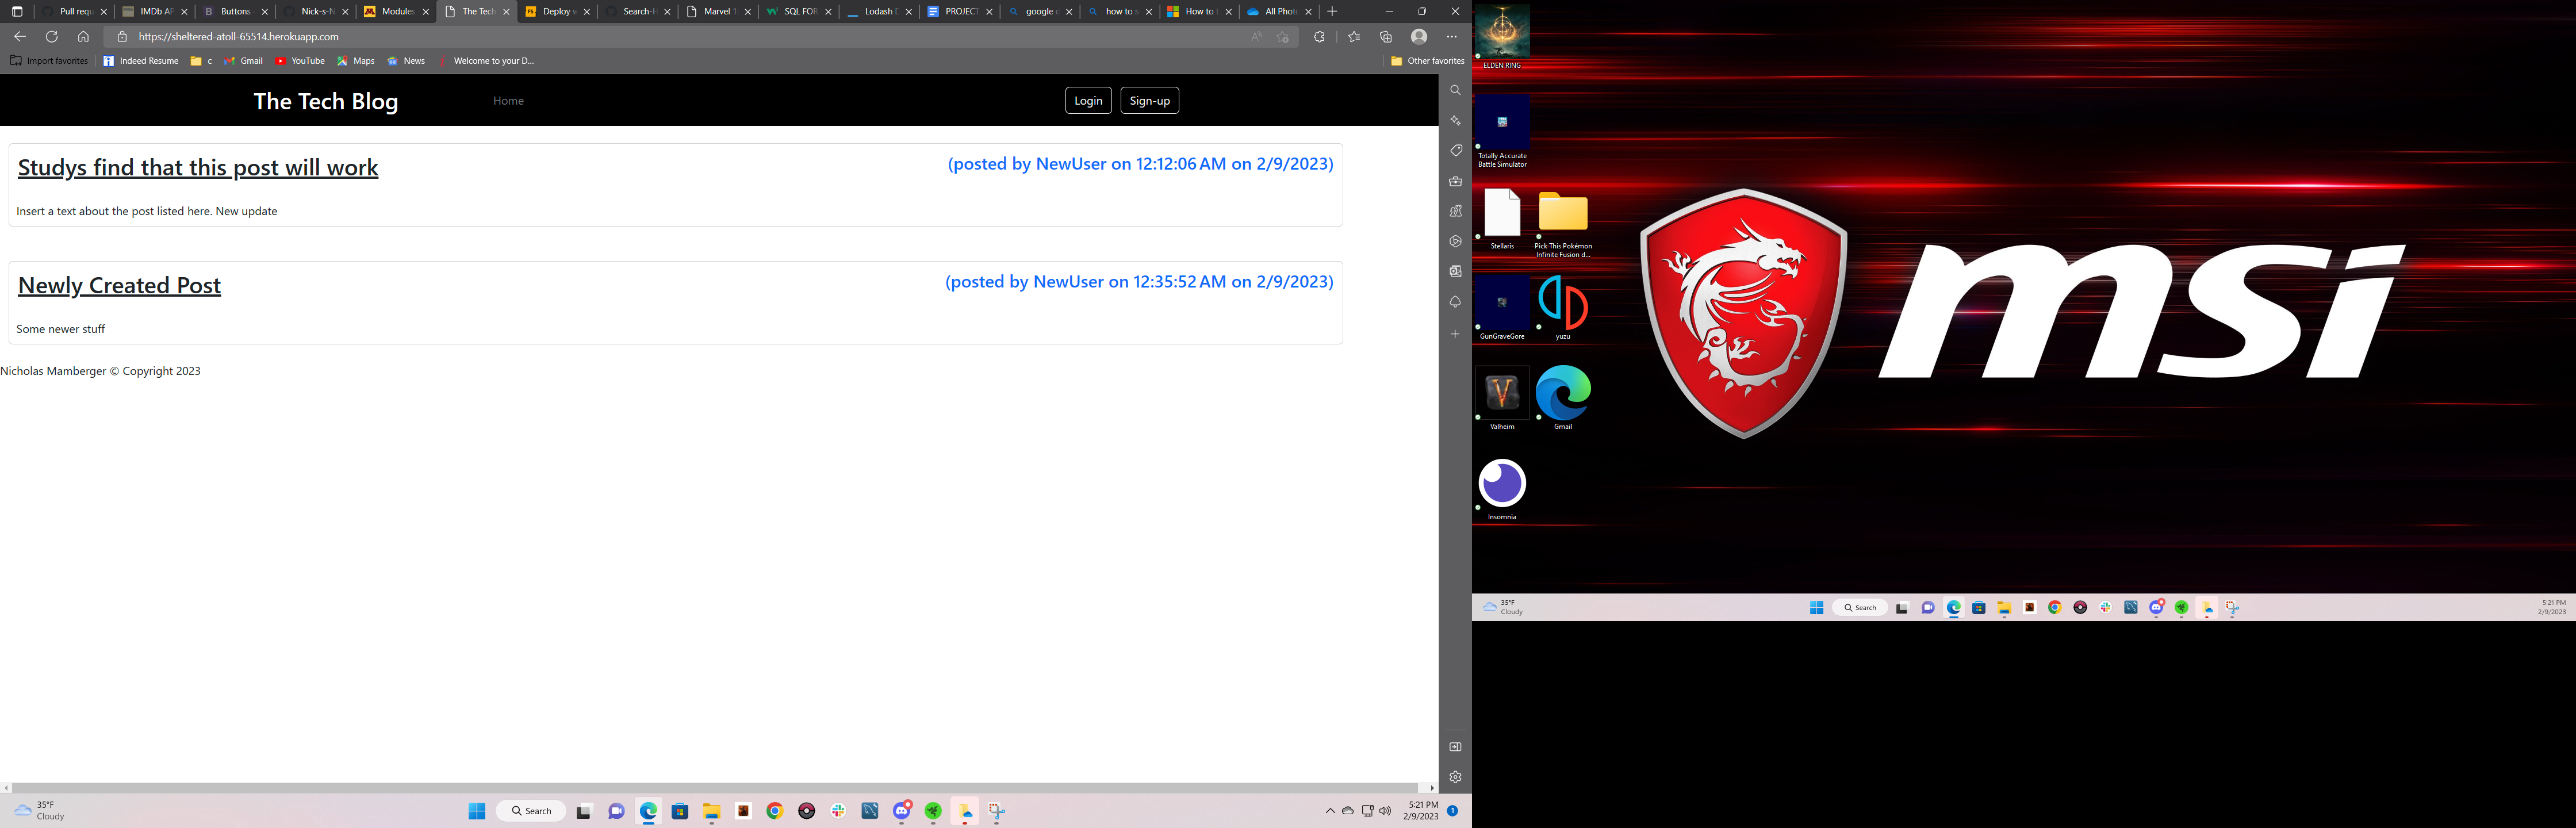 Pull requ
IMDb AP
Buttons
Nick-s-N
Modules
The Tech
Deploy w
Search-H
Marvel 1
SQL FOR
Lodash D
PROJECT
google d
how to s
How to
All Phot
https://sheltered-atoll-65514.herokuapp.com
Import favorites
Indeed Resume
c
Gmail
YouTube
Maps
News
Welcome to your D...
Other favorites
The Tech Blog
Home
Login
Sign-up
Studys find that this post will work
(posted by NewUser on 12:12:06 AM on 2/9/2023)
Insert a text about the post listed here. New update
Newly Created Post
(posted by NewUser on 12:35:52 AM on 2/9/2023)
Some newer stuff
Nicholas Mamberger © Copyright 2023
35°F
Cloudy
Search
5:21 PM
2/9/2023
1
ELDEN RING
Totally Accurate
Battle Simulator
Stellaris
Pick This Pokémon
Infinite Fusion d...
GunGraveGore
yuzu
Valheim
Gmail
Insomnia
msi
35°F
Cloudy
Search
5:21 PM
2/9/2023